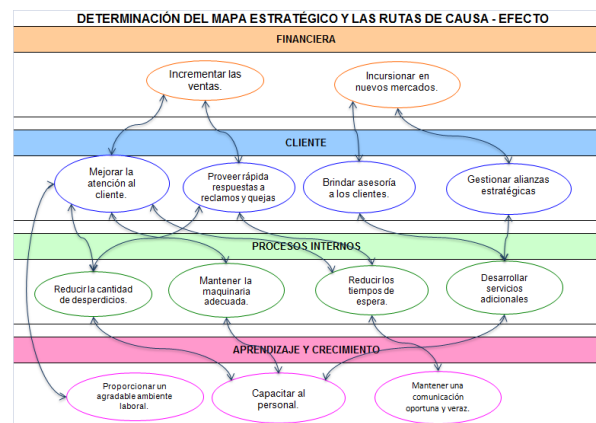 DETERMINACIÓN DEL MAPA ESTRATÉGICO Y LAS RUTAS DE CAUSA - EFECTO
FINANCIERA
Incrementar las
ventas.
Incursionar en
nuevos mercados.
CLIENTE
Mejorar la
atención al
cliente.
Proveer rápida
respuestas a
reclamos y quejas
Brindar asesoría
a los clientes.
Gestionar alianzas
estratégicas
PROCESOS INTERNOS
Reducir la cantidad
de desperdicios.
Mantener la
maquinaria
adecuada.
Reducir los
tiempos de
espera.
Desarrollar
servicios
adicionales
APRENDIZAJE Y CRECIMIENTO
Proporcionar un
agradable ambiente
laboral.
Capacitar al
personal.
Mantener una
comunicación
oportuna y veraz.